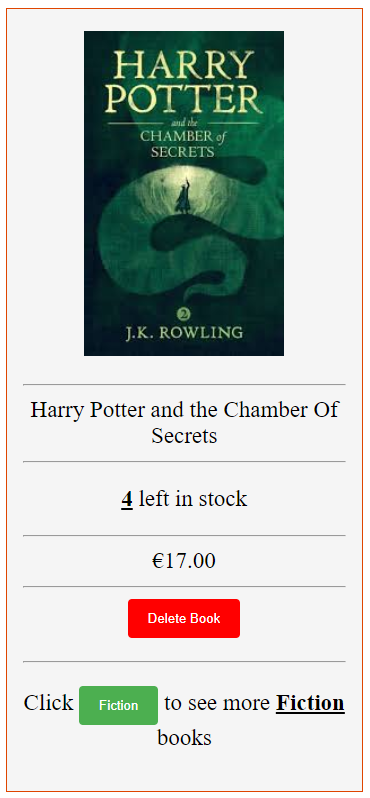 HARRY
POTTER
and the
CHAMBER of
SECRETS
2
J.K. ROWLING
Harry Potter and the Chamber Of
Secrets
4 left in stock
€17.00
Delete Book
Click Fiction to see more Fiction
books